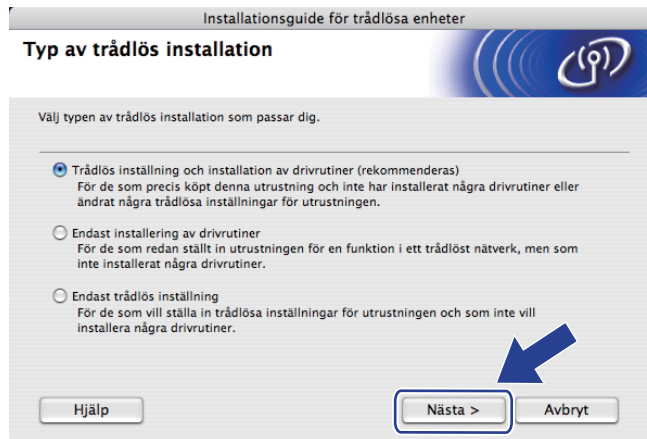 Installationsguide för trådlösa enheter
Typ av trådlös installation
Välj typen av trådlös installation som passar dig.
Trådlös inställning och installation av drivrutiner (rekommenderas)
För de som precis köpt denna utrustning och inte har installerat några drivrutiner eller
ändrat några trådlösa inställningar för utrustningen.
Endast installering av drivrutiner
För de som redan ställt in utrustningen för en funktion i ett trådlöst nätverk, men som
inte installerat några drivrutiner.
Endast trådlös inställning
För de som vill ställa in trådlösa inställningar för utrustningen och som inte vill
installera några drivrutiner.
Hjälp
Nästa >
Avbryt